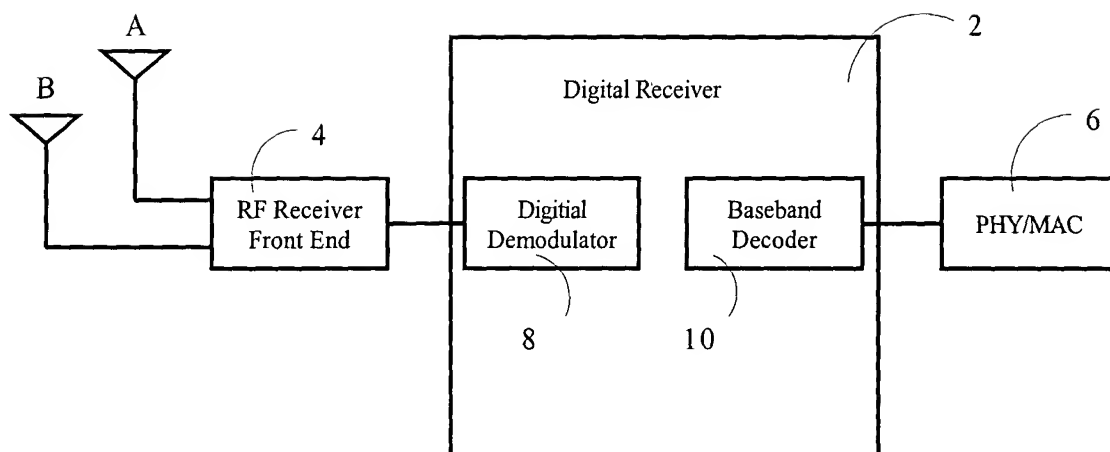 A
B
2
Digital Receiver
4
6
RF Receiver
Front End
Digitial
Demodulator
Baseband
Decoder
PHY/MAC
8
10